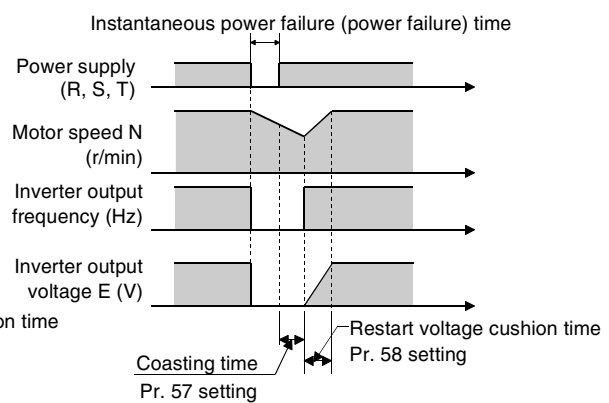 Instantaneous power failure (power failure) time
Power supply
(R, S, T)
Motor speed N
(r/min)
Inverter output
frequency (Hz)
Inverter output
voltage E (V)
on time
Restart voltage cushion time
Pr. 58 setting
Coasting time
Pr. 57 setting